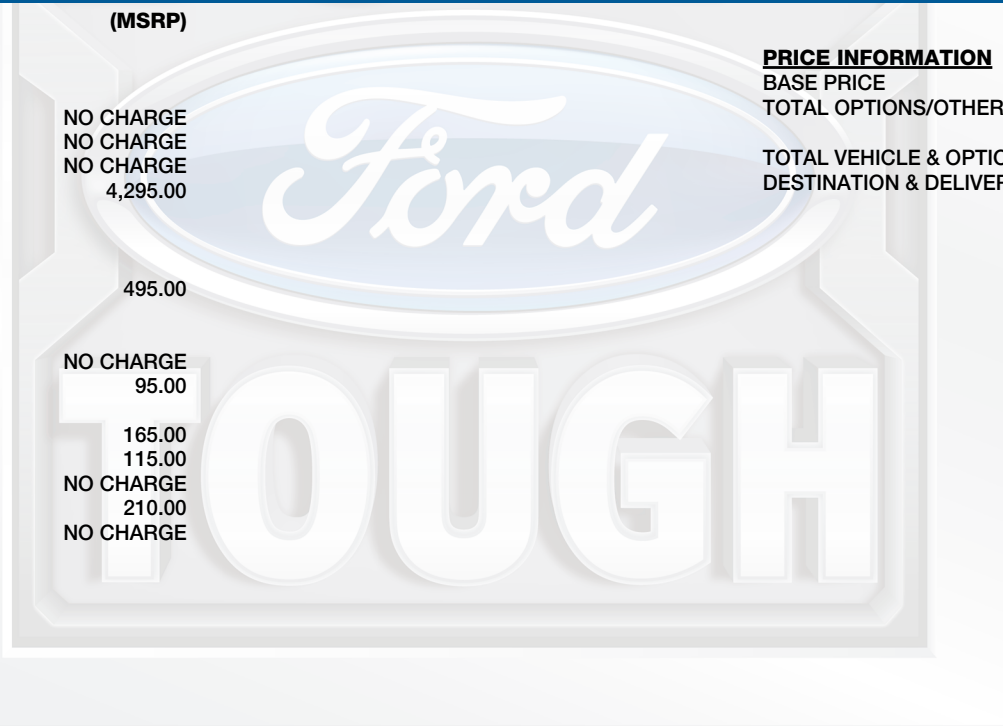 (MSRP)
NO CHARGE
NO CHARGE
NO CHARGE
4,295.00
495.00
NO CHARGE
95.00
165.00
115.00
NO CHARGE
210.00
NO CHARGE
PRICE INFORMATION
BASE PRICE
TOTAL OPTIONS/OTHER
TOTAL VEHICLE & OPTIO
DESTINATION & DELIVER
Ford
TOUGH